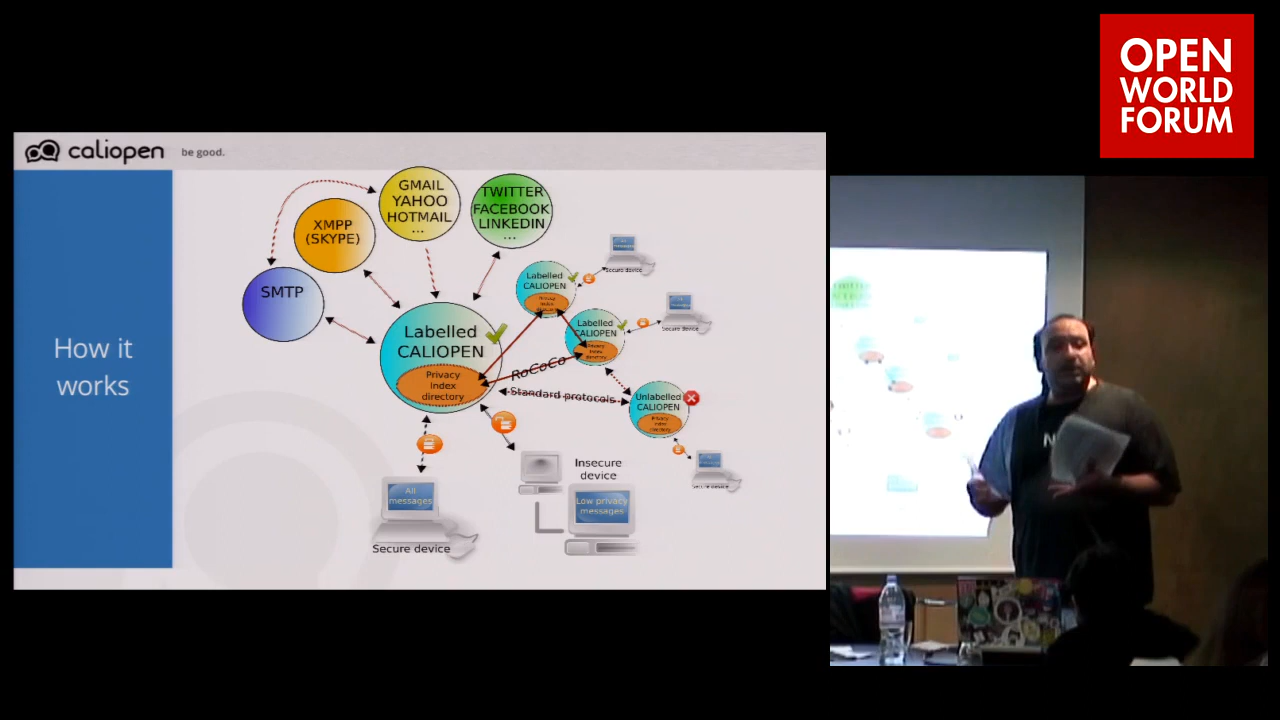 OPEN
WORLD
FORUM
caliopen
be good.
How it
works
GMAIL
YAHOO
HOTMAIL
...
TWITTER
FACEBOOK
LINKEDIN
...
XMPP
(SKYPE)
SMTP
Labelled
CALIOPEN
Privacy
Index
directory
Labelled
CALIOPEN
Privacy
Index
Secure device
Labelled
CALIOPEN
Privacy
Index
directory
Secure device
RoCoCo
Standard protocols
Unlabelled
CALIOPEN
Privacy
Index
directory
Secure device
All
messages
Secure device
Insecure
device
Low privacy
messages
N